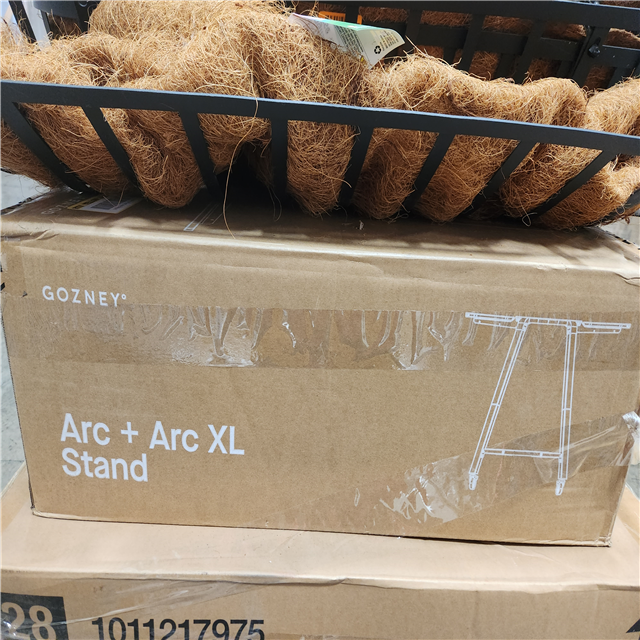 GOZNEY
Arc + Arc XL
Stand
28
1011217975